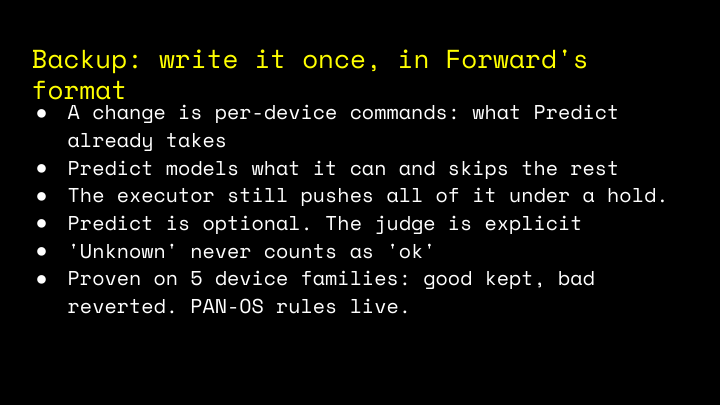 Backup: write it once, in Forward's
format
● A change is per-device commands: what Predict
already takes
● Predict models what it can and skips the rest
● The executor still pushes all of it under a hold.
● Predict is optional. The judge is explicit
● 'Unknown' never counts as 'ok'
● Proven on 5 device families: good kept, bad
reverted. PAN-OS rules live.